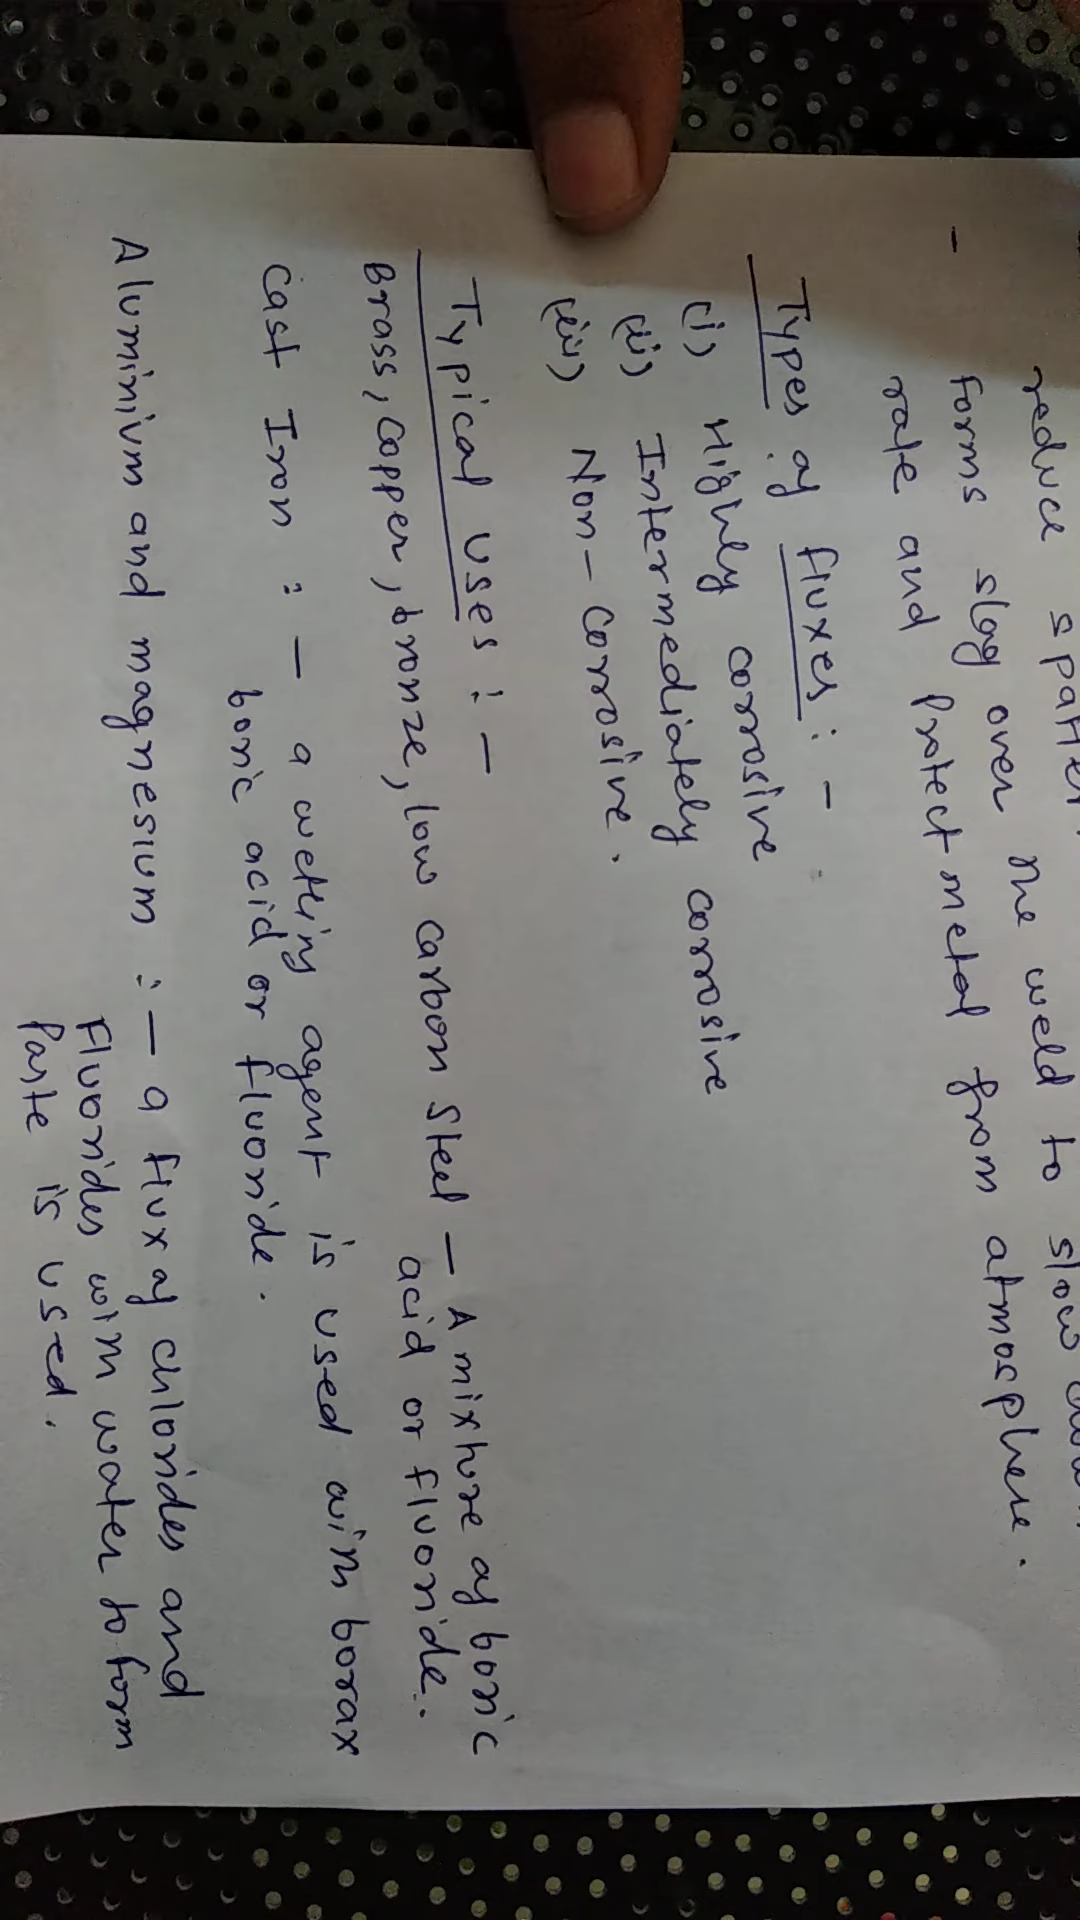 reduce spatter.
- forms slag over the weld to slow
rate and Protect metal from atmosphere.
Types of fluxes : -
(i) Highly corrosive
(ii) Intermediately corrosive
(iii) Non-Corrosive.
Typical Uses : -
Brass, Copper, bronze, low carbon Steel - A mixture of boric
acid or fluoride.
Cast Iron : - a wetting agent is used with borax
boric acid or fluoride.
Aluminium and magnesium : - a flux of chlorides and
Fluorides with water to form
Paste is used.